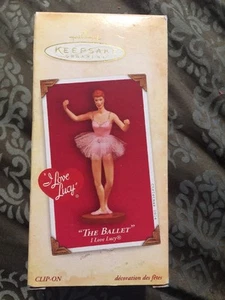 KEEPSAKE
I Love
Lucy
"THE BALLET"
I Love Lucy®
CLIP-ON
décoration des fêtes